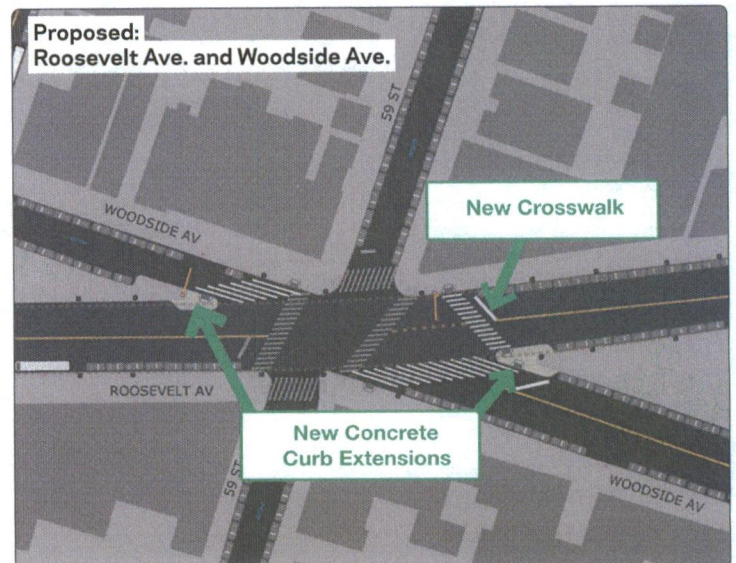 Proposed:
Roosevelt Ave. and Woodside Ave.
59 ST
New Crosswalk
WOODSIDE AV
ROOSEVELT AV
New Concrete
Curb Extensions
59 ST
WOODSIDE AV